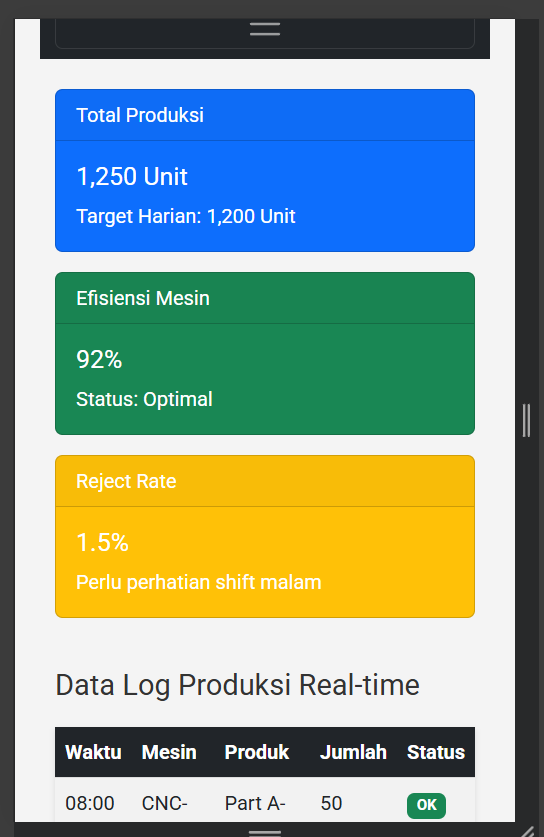 Total Produksi
1,250 Unit
Target Harian: 1,200 Unit
Efisiensi Mesin
92%
Status: Optimal
Reject Rate
1.5%
Perlu perhatian shift malam
Data Log Produksi Real-time
Waktu Mesin Produk Jumlah Status
08:00 CNC- Part A- 50 OK